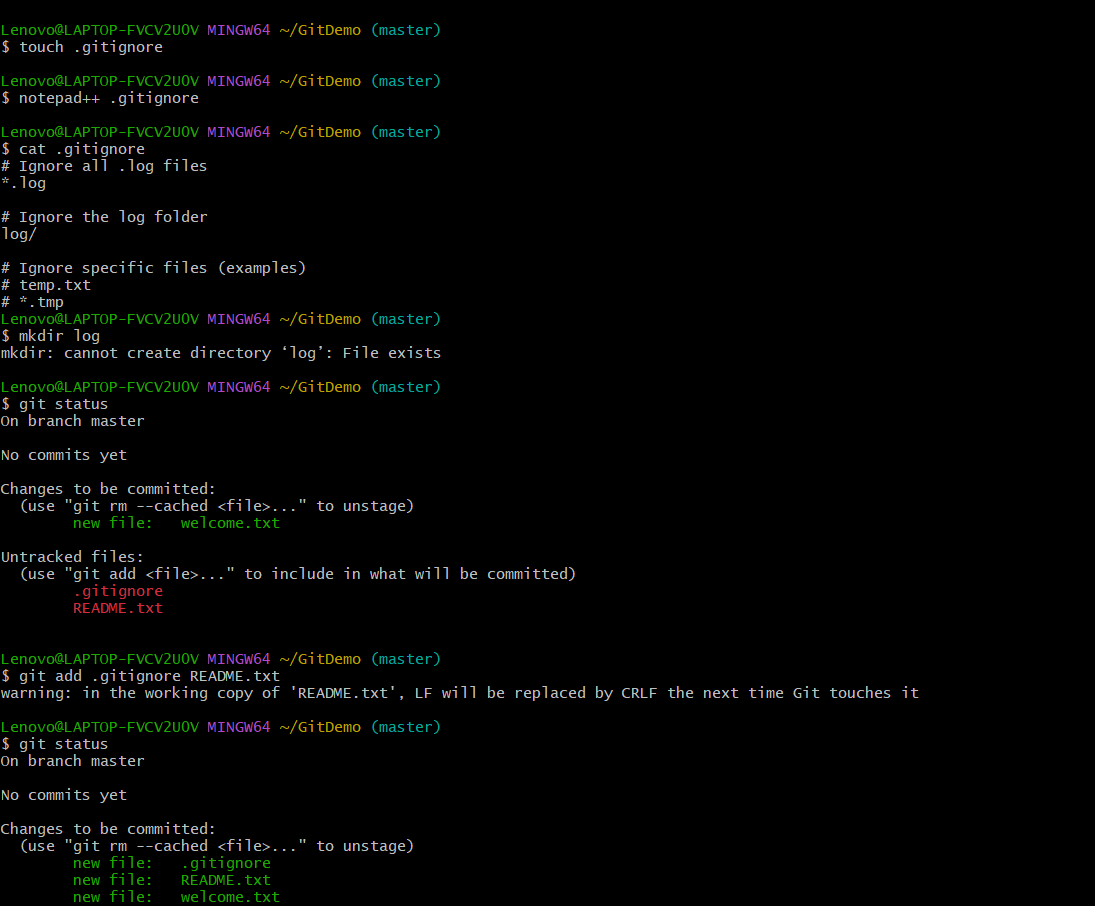 Lenovo@LAPTOP-FVCV2UOV MINGW64 ~/GitDemo (master)
$ touch .gitignore
Lenovo@LAPTOP-FVCV2UOV MINGW64 ~/GitDemo (master)
$ notepad++ .gitignore
Lenovo@LAPTOP-FVCV2UOV MINGW64 ~/GitDemo (master)
$ cat .gitignore
# Ignore all .log files
*.log
# Ignore the log folder
log/
# Ignore specific files (examples)
# temp.txt
# *.tmp
Lenovo@LAPTOP-FVCV2UOV MINGW64 ~/GitDemo (master)
$ mkdir log
mkdir: cannot create directory ‘log’: File exists
Lenovo@LAPTOP-FVCV2UOV MINGW64 ~/GitDemo (master)
$ git status
On branch master
No commits yet
Changes to be committed:
  (use "git rm --cached <file>..." to unstage)
        new file:   welcome.txt
Untracked files:
  (use "git add <file>..." to include in what will be committed)
        .gitignore
        README.txt
Lenovo@LAPTOP-FVCV2UOV MINGW64 ~/GitDemo (master)
$ git add .gitignore README.txt
warning: in the working copy of 'README.txt', LF will be replaced by CRLF the next time Git touches it
Lenovo@LAPTOP-FVCV2UOV MINGW64 ~/GitDemo (master)
$ git status
On branch master
No commits yet
Changes to be committed:
  (use "git rm --cached <file>..." to unstage)
        new file:   .gitignore
        new file:   README.txt
        new file:   welcome.txt